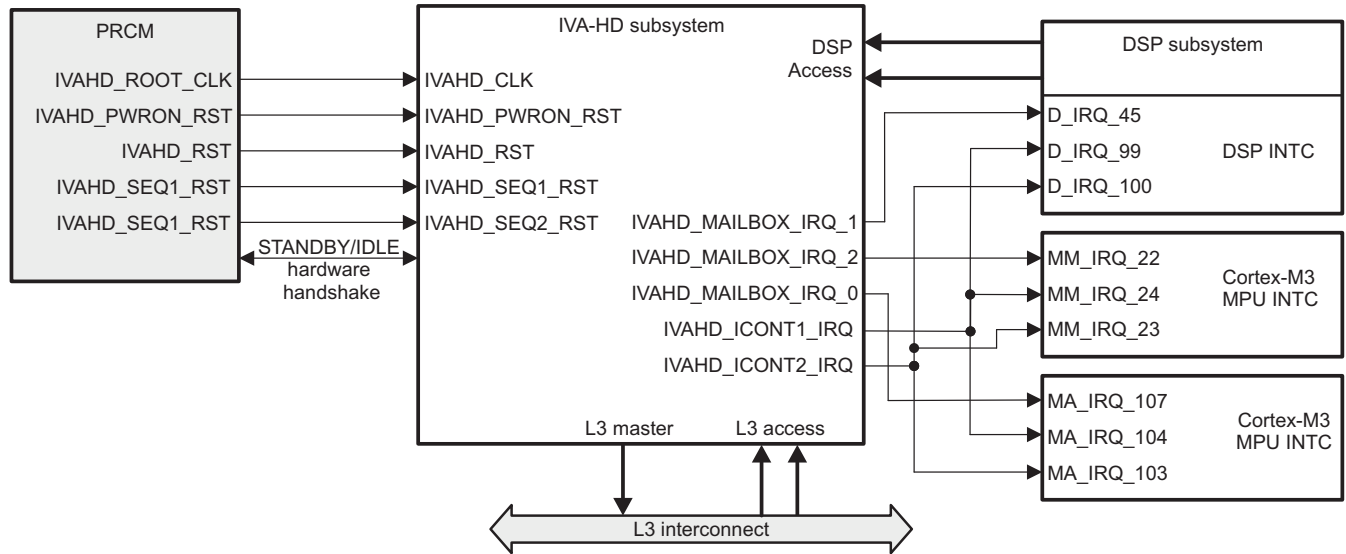 PRCM
IVAHD_ROOT_CLK
IVAHD_PWRON_RST
IVAHD_RST
IVAHD_SEQ1_RST
IVAHD_SEQ1_RST
STANDBY/IDLE
hardware
handshake
IVA-HD subsystem
IVAHD_CLK
IVAHD_PWRON_RST
IVAHD_RST
IVAHD_SEQ1_RST
IVAHD_SEQ2_RST
DSP
Access
IVAHD_MAILBOX_IRQ_1
IVAHD_MAILBOX_IRQ_2
IVAHD_MAILBOX_IRQ_0
IVAHD_ICONT1_IRQ
IVAHD_ICONT2_IRQ
L3 master
L3 access
DSP subsystem
D_IRQ_45
D_IRQ_99
D_IRQ_100
DSP INTC
MM_IRQ_22
MM_IRQ_24
MM_IRQ_23
Cortex-M3
MPU INTC
MA_IRQ_107
MA_IRQ_104
MA_IRQ_103
Cortex-M3
MPU INTC
L3 interconnect